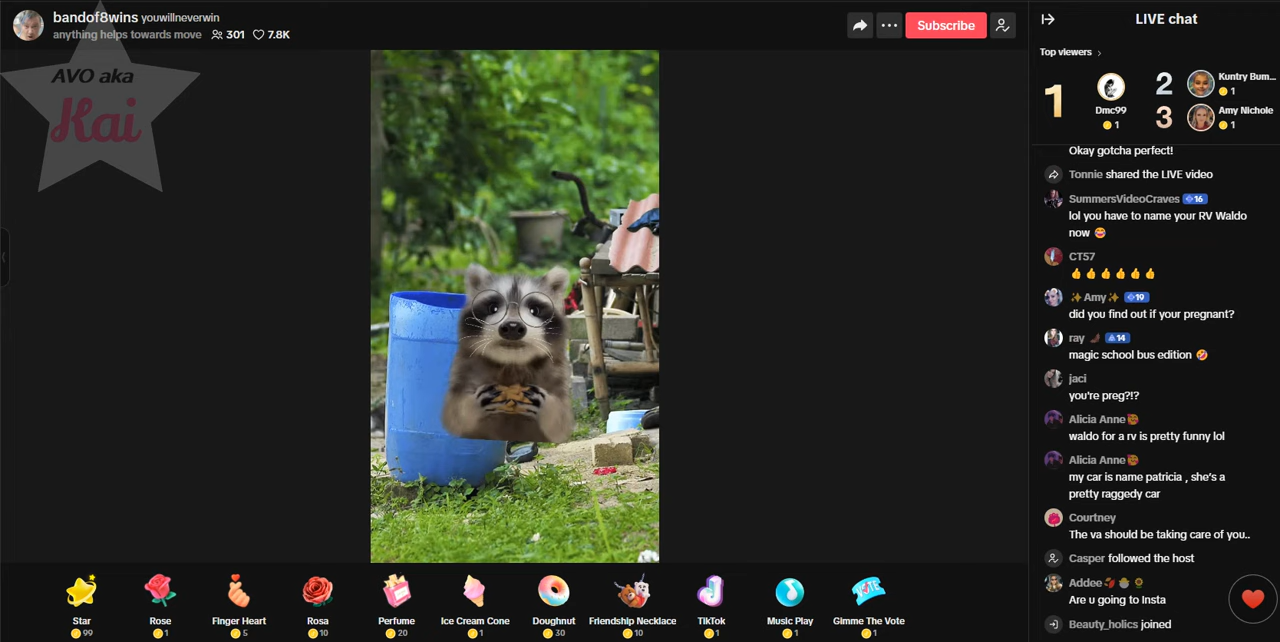 bandof8wins youwillneverwin
anything helps towards move 301 7.8K
Subscribe
AVO aka
Kai
LIVE chat
Top viewers
1
Dmc99
1
2
Kuntry Bum...
1
3
Amy Nichole
1
Okay gotcha perfect!
Tonnie shared the LIVE video
SummersVideoCraves 16
lol you have to name your RV Waldo
now 
CT57
Amy 19
did you find out if your pregnant?
ray 14
magic school bus edition
jaci
you're preg?!?
Alicia Anne
waldo for a rv is pretty funny lol
Alicia Anne
my car is name patricia , she's a
pretty raggedy car
Courtney
The va should be taking care of you..
Casper followed the host
Addee
Are u going to Insta
Beauty_holics joined
Star
99
Rose
1
Finger Heart
5
Rosa
10
Perfume
20
Ice Cream Cone
1
Doughnut
30
Friendship Necklace
10
TikTok
1
Music Play
1
VOTE
Gimme The Vote
1